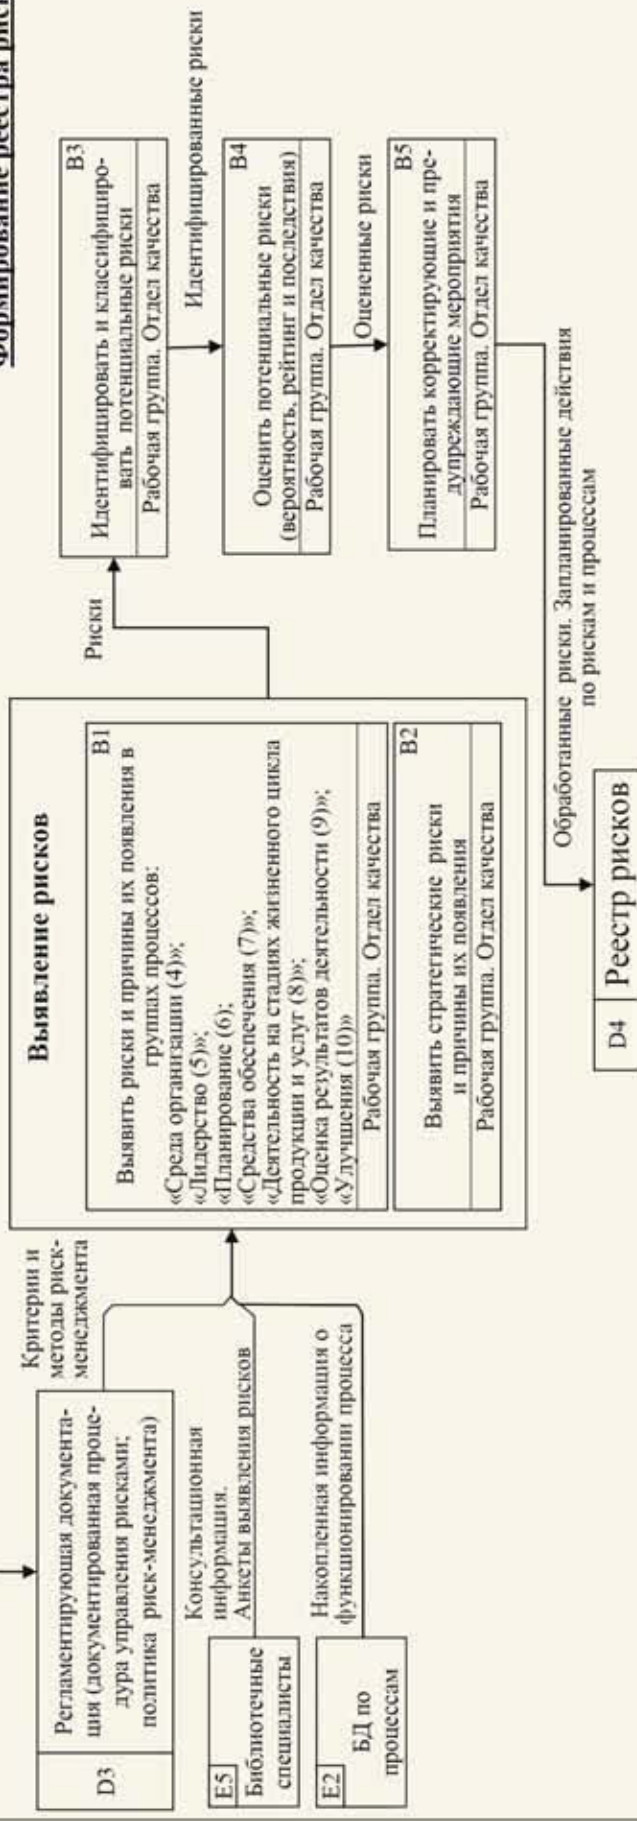 Формирование реестра
Критерии и
методы риск-
менеджмента
D3
Регламентирующая документа-
ция (документированная проце-
дура управления рисками;
политика риск-менеджмента)
Консультационная
информация.
Анкеты выявления рисков
E5
Библиотечные
специалисты
Накопленная информация о
функционировании процесса
E2
БД по
процессам
Выявление рисков
B1
Выявить риски и причины их появления в
группах процессов:
«Среда организации (4)»;
«Лидерство (5)»;
«Планирование (6);
«Средства обеспечения (7)»;
«Деятельность на стадиях жизненного цикла
продукции и услуг (8)»;
«Оценка результатов деятельности (9)»;
«Улучшения (10)»
Рабочая группа. Отдел качества
B2
Выявить стратегические риски
и причины их появления
Рабочая группа. Отдел качества
Риски
B3
Идентифицировать и классифициро-
вать потенциальные риски
Рабочая группа. Отдел качества
Идентифицированные риски
B4
Оценить потенциальные риски
(вероятность, рейтинг и последствия)
Рабочая группа. Отдел качества
Оцененные риски
B5
Планировать корректирующие и пре-
дупреждающие мероприятия
Рабочая группа. Отдел качества
Обработанные риски. Запланированные действия
по рискам и процессам
D4
Реестр рисков